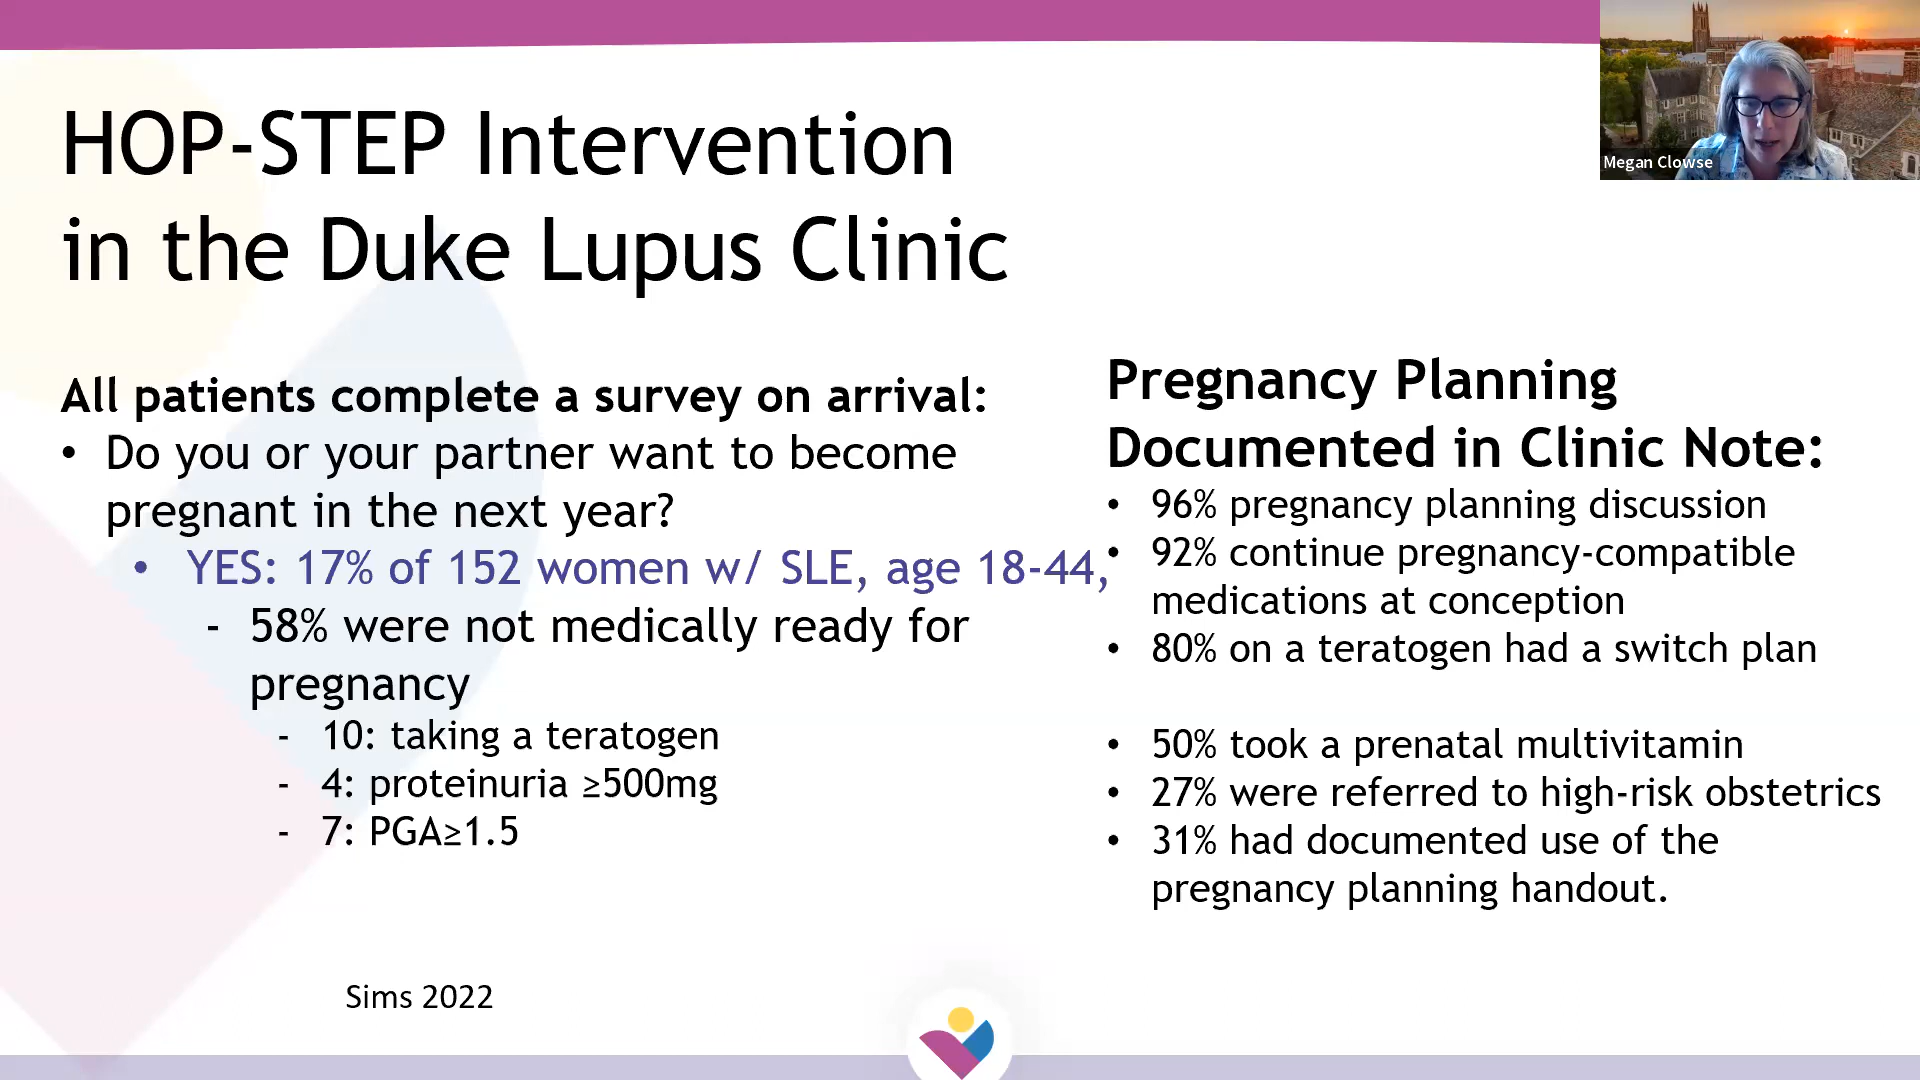 HOP-STEP Intervention
in the Duke Lupus Clinic
Megan Clowse
All patients complete a survey on arrival:
• Do you or your partner want to become
pregnant in the next year?
• YES: 17% of 152 women w/ SLE, age 18-44,
- 58% were not medically ready for
pregnancy
- 10: taking a teratogen
- 4: proteinuria ≥500mg
- 7: PGA≥1.5
Sims 2022
Pregnancy Planning
Documented in Clinic Note:
• 96% pregnancy planning discussion
• 92% continue pregnancy-compatible
medications at conception
• 80% on a teratogen had a switch plan
• 50% took a prenatal multivitamin
• 27% were referred to high-risk obstetrics
• 31% had documented use of the
pregnancy planning handout.